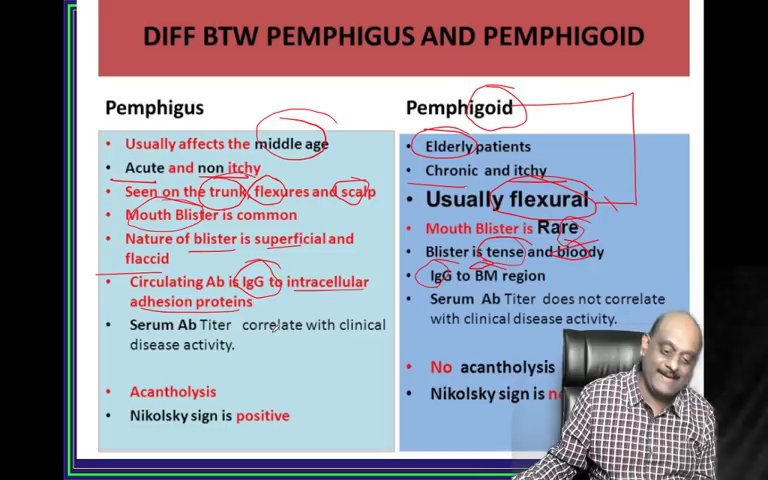 DIFF BTW PEMPHIGUS AND PEMPHIGOID
Pemphigus
• Usually affects the middle age
• Acute and non itchy
• Seen on the trunk, flexures and scalp
• Mouth Blister is common
• Nature of blister is superficial and
flaccid
• Circulating Ab is IgG to intracellular
adhesion proteins
• Serum Ab Titer correlate with clinical
disease activity.
• Acantholysis
• Nikolsky sign is positive
Pemphigoid
• Elderly patients
• Chronic and itchy
• Usually flexural
• Mouth Blister is Rare
• Blister is tense and bloody
• IgG to BM region
• Serum Ab Titer does not correlate
with clinical disease activity.
• No acantholysis
• Nikolsky sign is